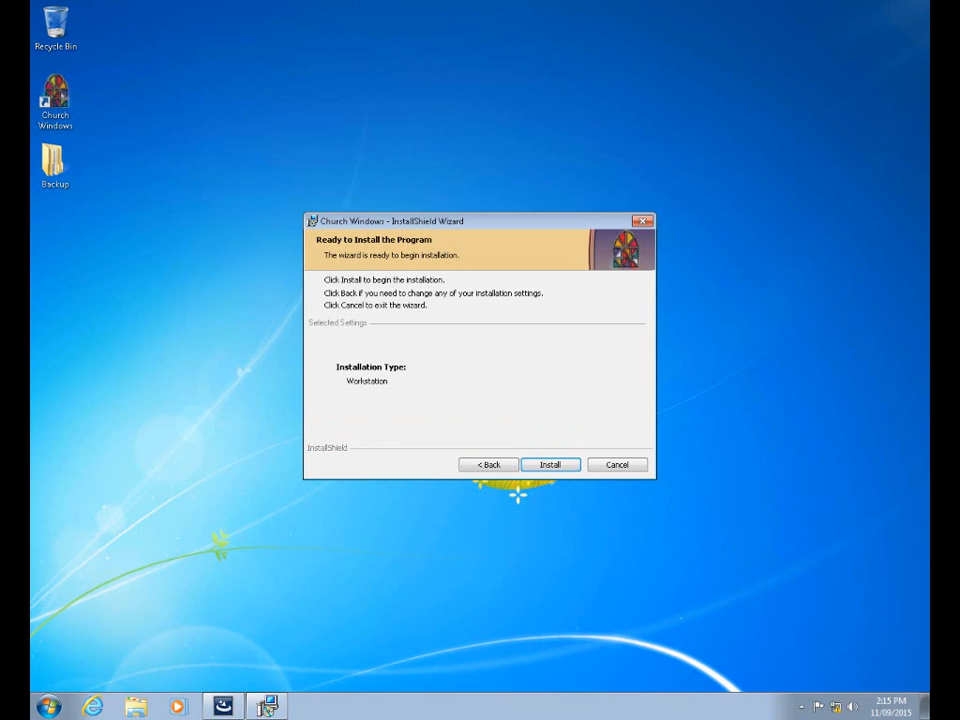 Recycle Bin
Church
Windows
Backup
Church Windows - InstallShield Wizard
Ready to Install the Program
The wizard is ready to begin installation.
Click Install to begin the installation.
Click Back if you need to change any of your installation settings.
Click Cancel to exit the wizard.
Selected Settings
Installation Type:
Workstation
InstallShield
< Back
Install
Cancel
2:15 PM
11/09/2015